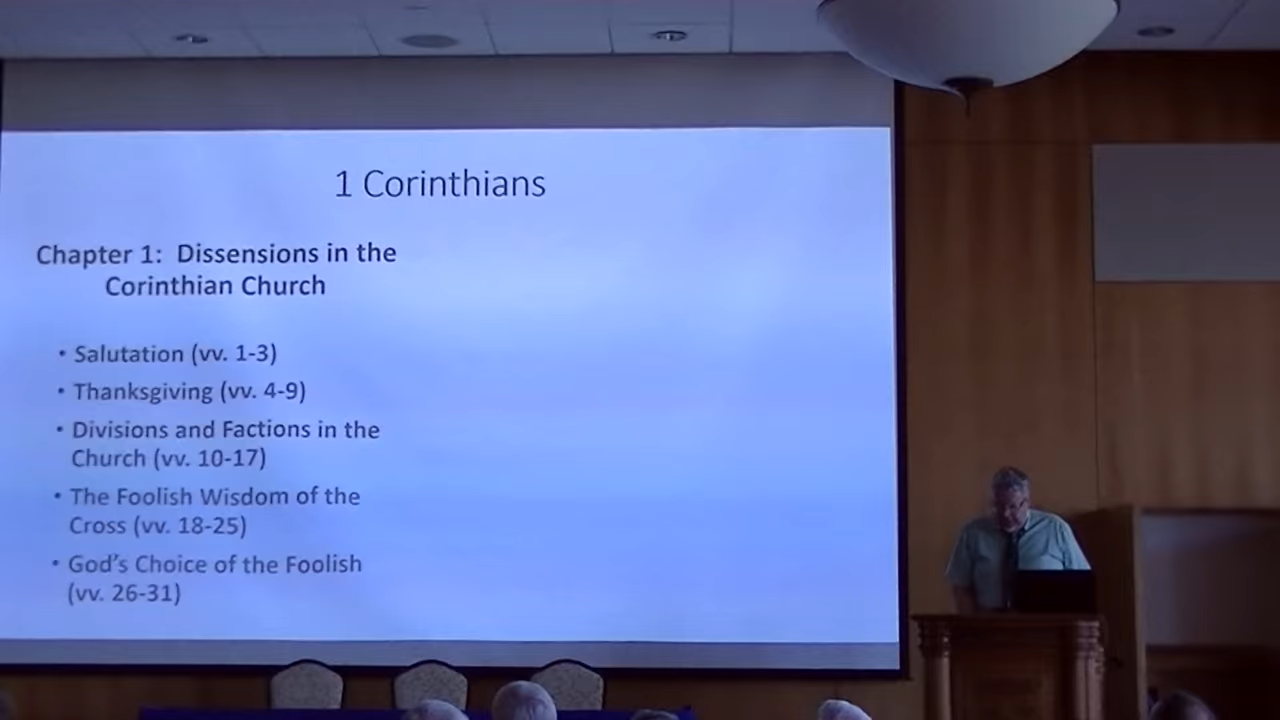 1 Corinthians
Chapter 1: Dissensions in the
Corinthian Church
• Salutation (vv. 1-3)
• Thanksgiving (vv. 4-9)
• Divisions and Factions in the
Church (vv. 10-17)
• The Foolish Wisdom of the
Cross (vv. 18-25)
• God’s Choice of the Foolish
(vv. 26-31)